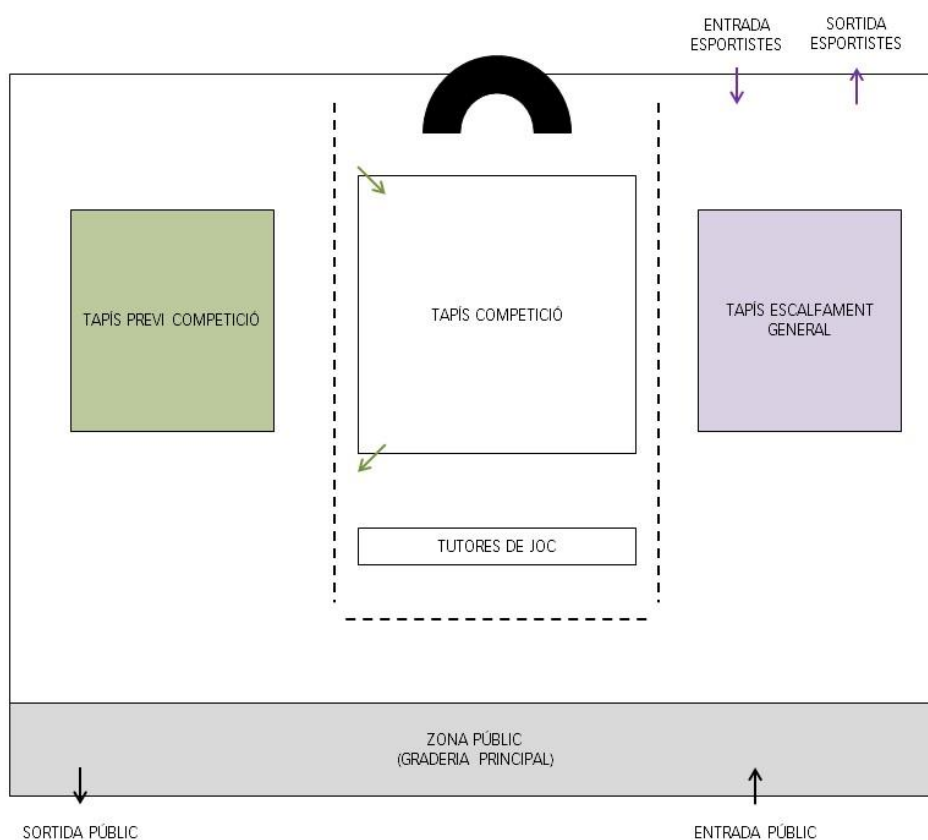 ENTRADA
ESPORTISTES
SORTIDA
ESPORTISTES
TAPÍS PREVI COMPETICIÓ
TAPÍS COMPETICIÓ
TAPÍS ESCALFAMENT
GENERAL
TUTORES DE JOC
ZONA PÚBLIC
(GRADERIA PRINCIPAL)
SORTIDA PÚBLIC
ENTRADA PÚBLIC